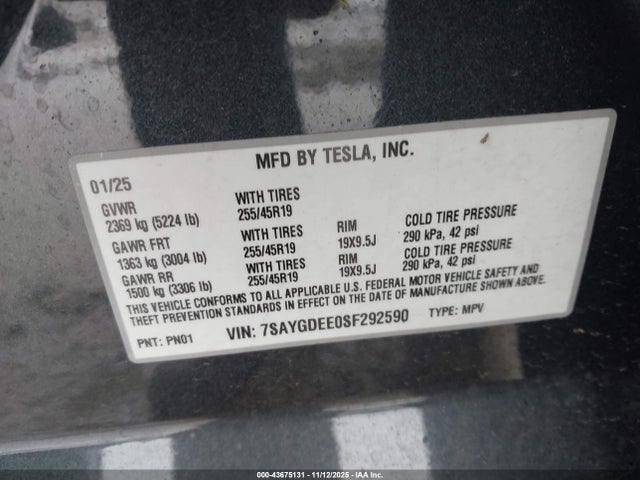 MFD BY TESLA, INC.
01/25
GVWR WITH TIRES
2369 kg (5224 lb) 255/45R19
GAWR FRT WITH TIRES RIM COLD TIRE PRESSURE
1363 kg (3004 lb) 255/45R19 19X9.5J 290 kPa, 42 psi
GAWR RR WITH TIRES RIM COLD TIRE PRESSURE
1500 kg (3306 lb) 255/45R19 19X9.5J 290 kPa, 42 psi
THIS VEHICLE CONFORMS TO ALL APPLICABLE U.S. FEDERAL MOTOR VEHICLE SAFETY AND
THEFT PREVENTION STANDARDS IN EFFECT ON THE DATE OF MANUFACTURE SHOWN ABOVE.
PNT: PN01 VIN: 7SAYGDEE0SF292590 TYPE: MPV
000-43675131 - 11/12/2025 - IAA Inc.